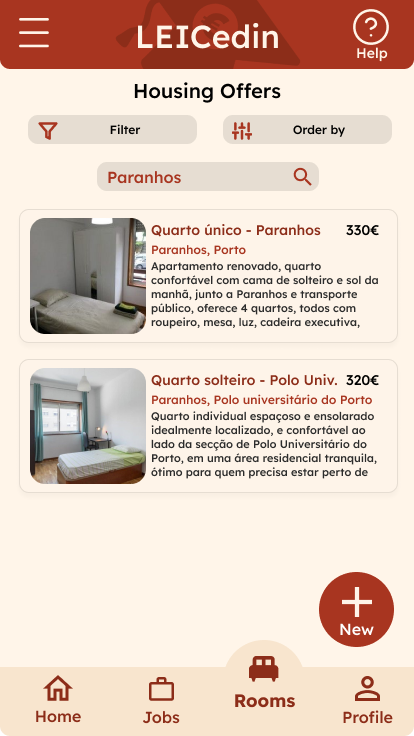 LEICedin
Help
Housing Offers
Filter
Order by
Paranhos
Quarto único - Paranhos 330€
Paranhos, Porto
Apartamento renovado, quarto
confortável com cama de solteiro e sol da
manhã, junto a Paranhos e transporte
público, oferece 4 quartos, todos com
roupeiro, mesa, luz, cadeira executiva,
Quarto solteiro - Polo Univ. 320€
Paranhos, Polo universitário do Porto
Quarto individual espaçoso e ensolarado
idealmente localizado, e confortável ao
lado da secção de Polo Universitário do
Porto, em uma área residencial tranquila,
ótimo para quem precisa estar perto de
New
Home
Jobs
Rooms
Profile